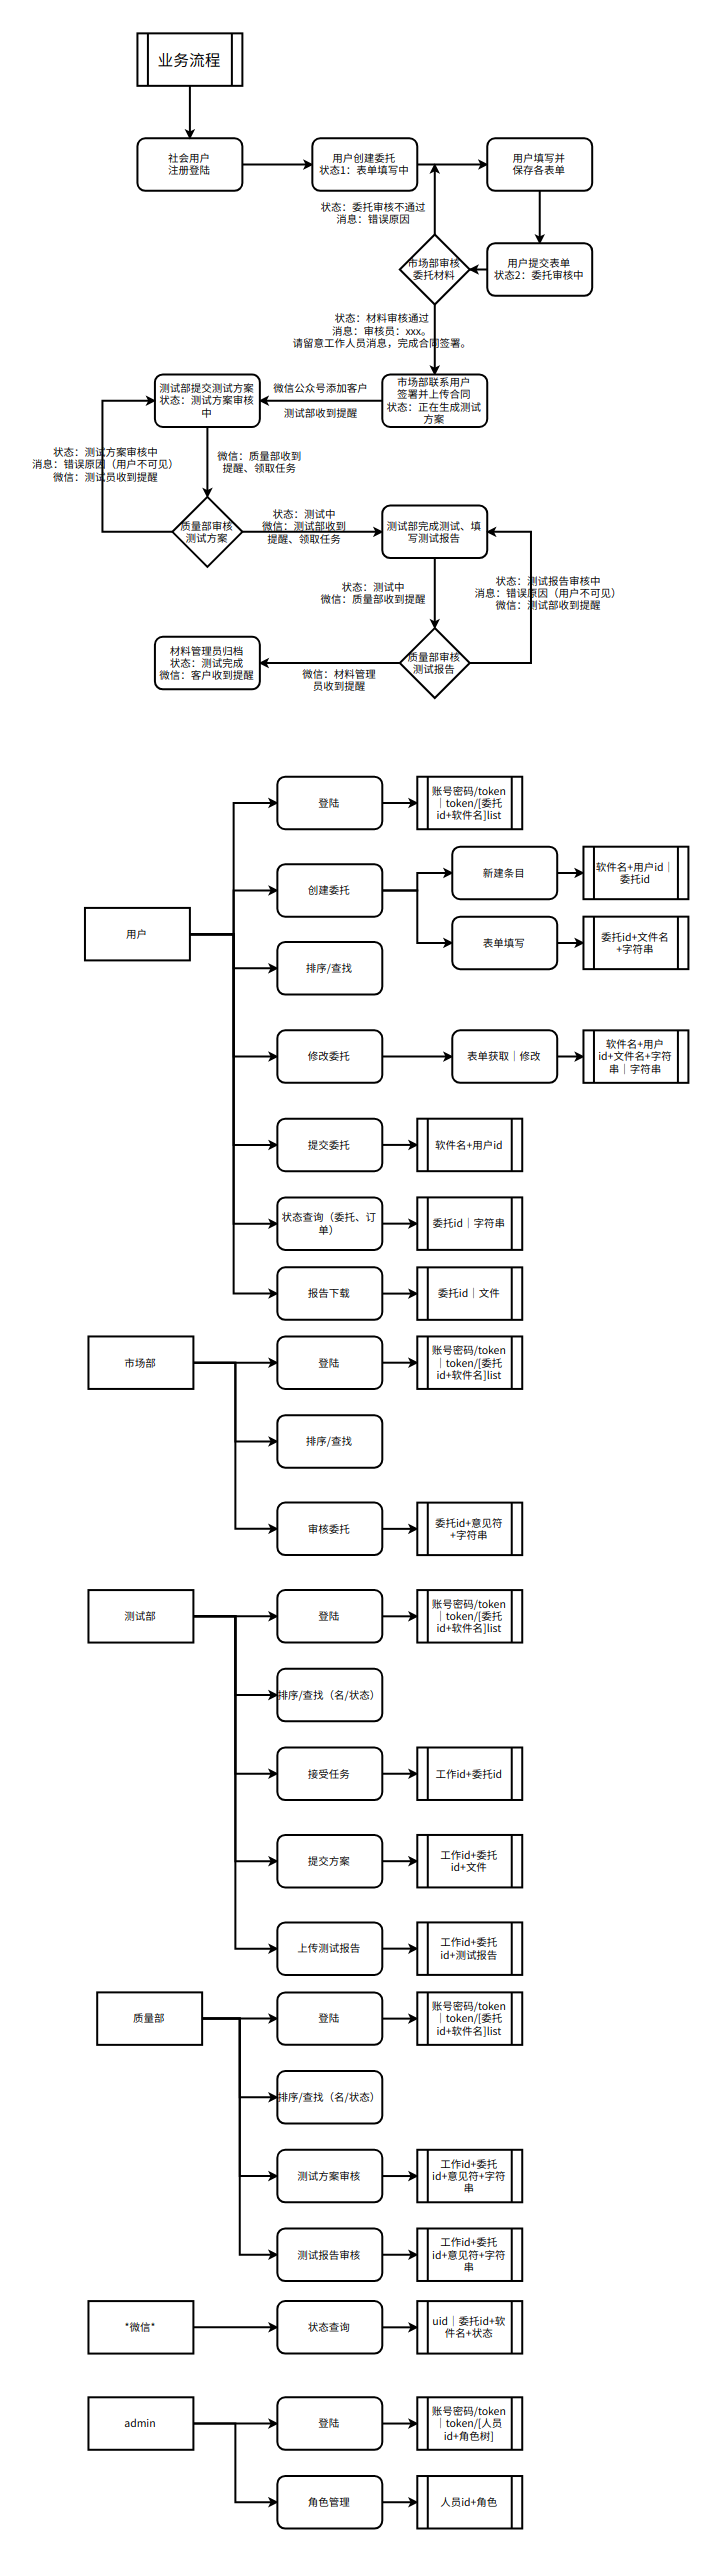 业务流程
社会用户
注册登陆
用户创建委托
状态1：表单填写中
用户填写并
保存各表单
状态：委托审核不通过
消息：错误原因
市场部审核
委托材料
用户提交表单
状态2：委托审核中
状态：材料审核通过
消息：审核员：xxx。
请留意工作人员消息，完成合同签署。
测试部提交测试方案
状态：测试方案审核
中
微信公众号添加客户
测试部收到提醒
市场部联系用户
签署并上传合同
状态：正在生成测试
方案
状态：测试方案审核中
消息：错误原因（用户不可见）
微信：测试员收到提醒
微信：质量部收到
提醒、领取任务
质量部审核
测试方案
状态：测试中
微信：测试部收到
提醒、领取任务
测试部完成测试、填
写测试报告
状态：测试中
微信：质量部收到提醒
状态：测试报告审核中
消息：错误原因（用户不可见）
微信：测试部收到提醒
材料管理员归档
状态：测试完成
微信：客户收到提醒
微信：材料管理
员收到提醒
质量部审核
测试报告
登陆
账号密码/token
｜token/[委托
id+软件名]list
用户
创建委托
新建条目
软件名+用户id｜
委托id
表单填写
委托id+文件名
+字符串
排序/查找
修改委托
表单获取｜修改
软件名+用户
id+文件名+字符
串｜字符串
提交委托
软件名+用户id
状态查询（委托、订
单）
委托id｜字符串
报告下载
委托id｜文件
市场部
登陆
账号密码/token
｜token/[委托
id+软件名]list
排序/查找
审核委托
委托id+意见符
+字符串
测试部
登陆
账号密码/token
｜token/[委托
id+软件名]list
排序/查找（名/状态）
接受任务
工作id+委托id
提交方案
工作id+委托
id+文件
上传测试报告
工作id+委托
id+测试报告
质量部
登陆
账号密码/token
｜token/[委托
id+软件名]list
排序/查找（名/状态）
测试方案审核
工作id+委托
id+意见符+字符
串
测试报告审核
工作id+委托
id+意见符+字符
串
*微信*
状态查询
uid｜委托id+软
件名+状态
admin
登陆
账号密码/token
｜token/[人员
id+角色树]
角色管理
人员id+角色